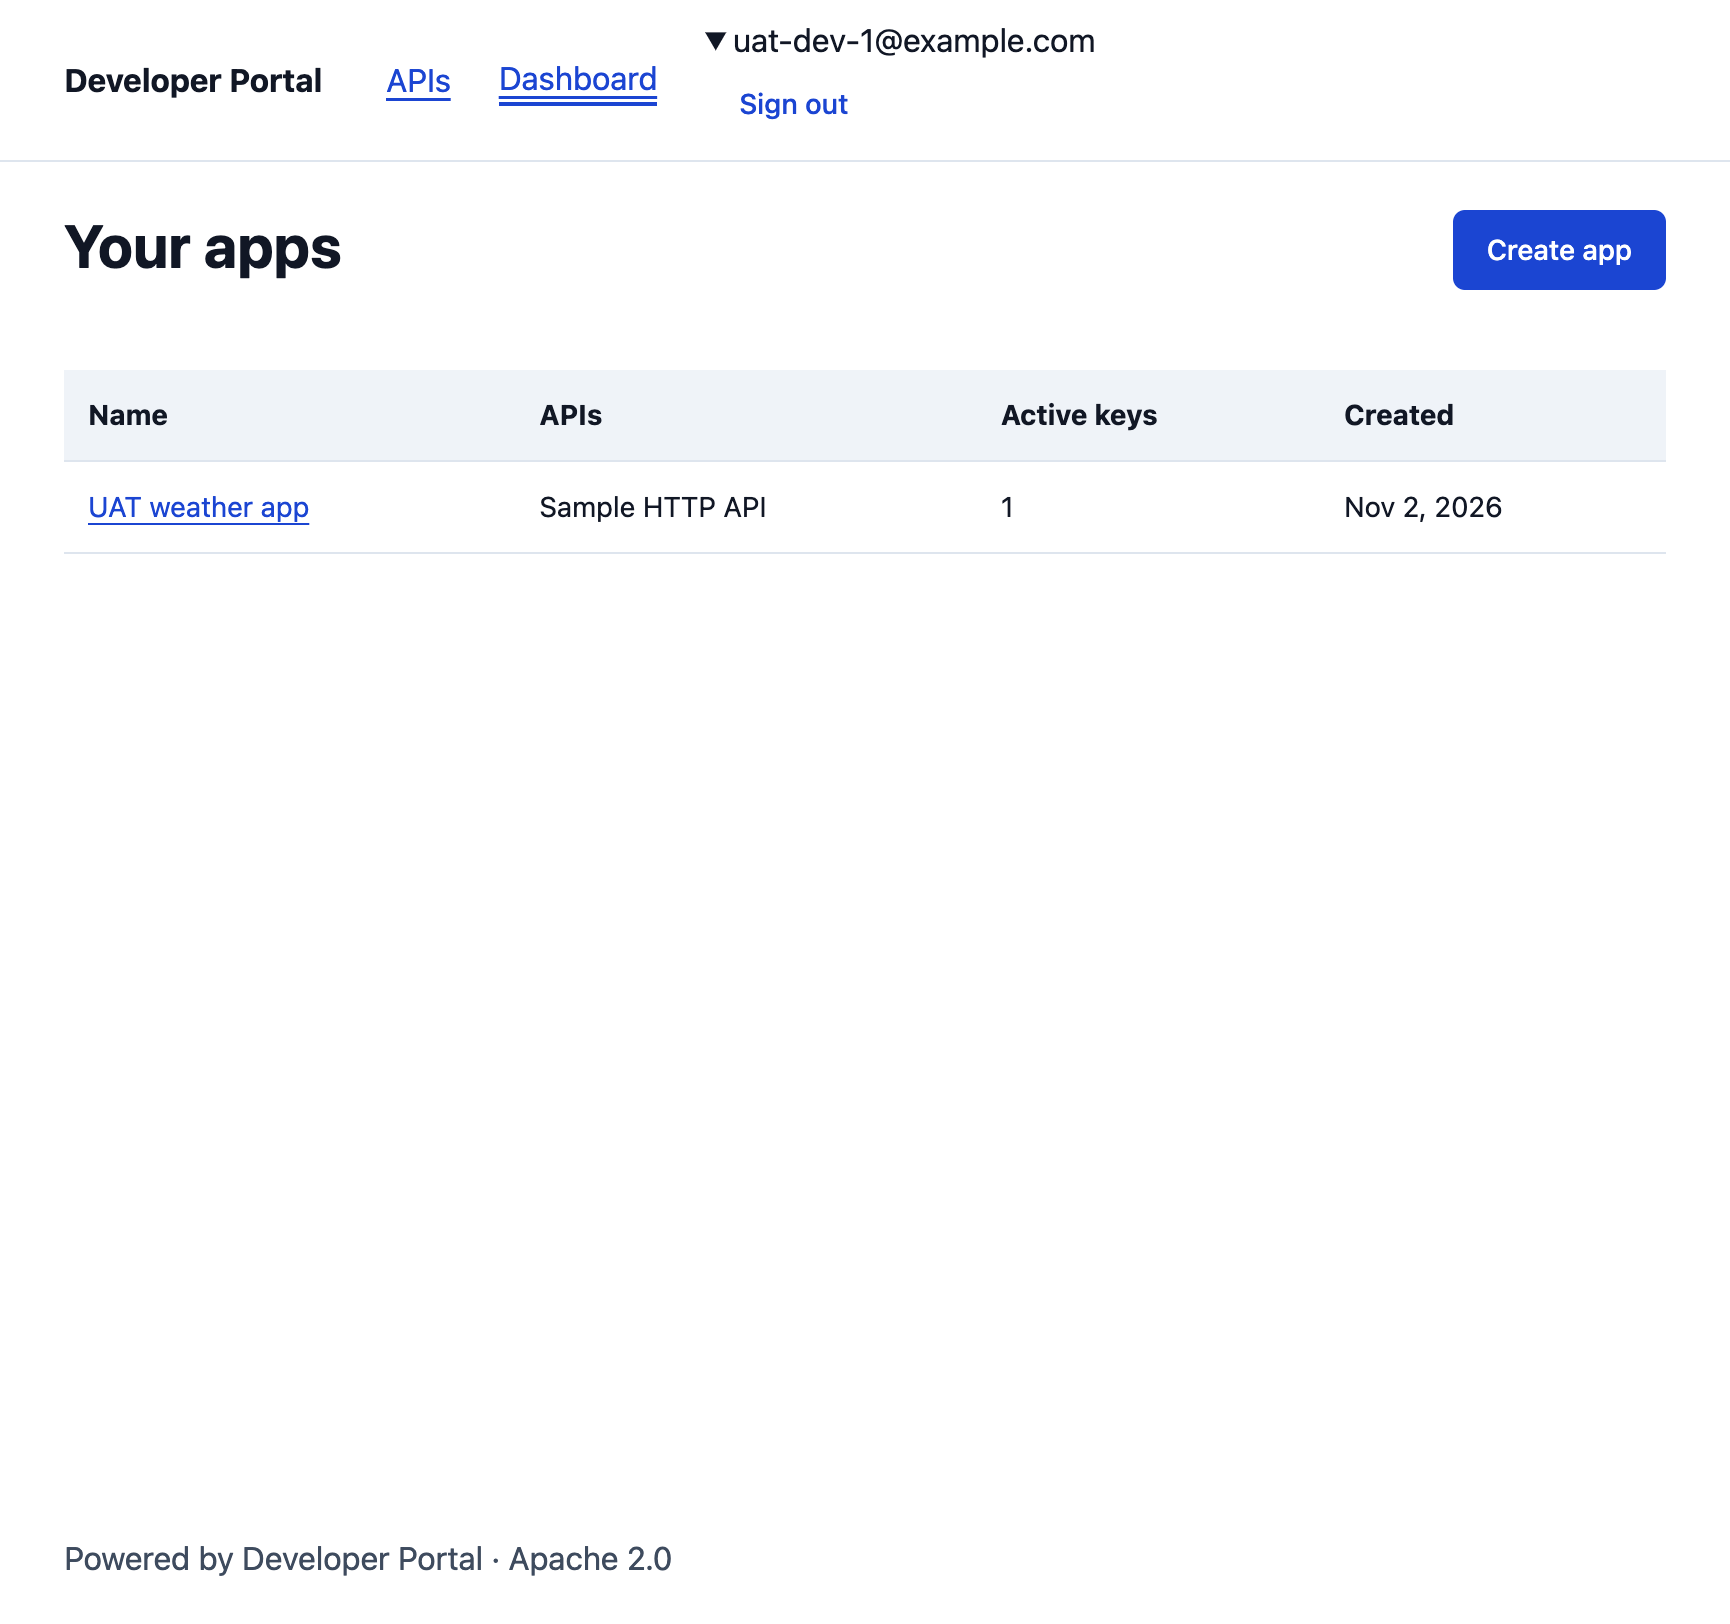 Developer Portal APIs Dashboard ▼ uat-dev-1@example.com
Sign out
Your apps Create app
Name APIs Active keys Created
UAT weather app Sample HTTP API 1 Nov 2, 2026
Powered by Developer Portal · Apache 2.0